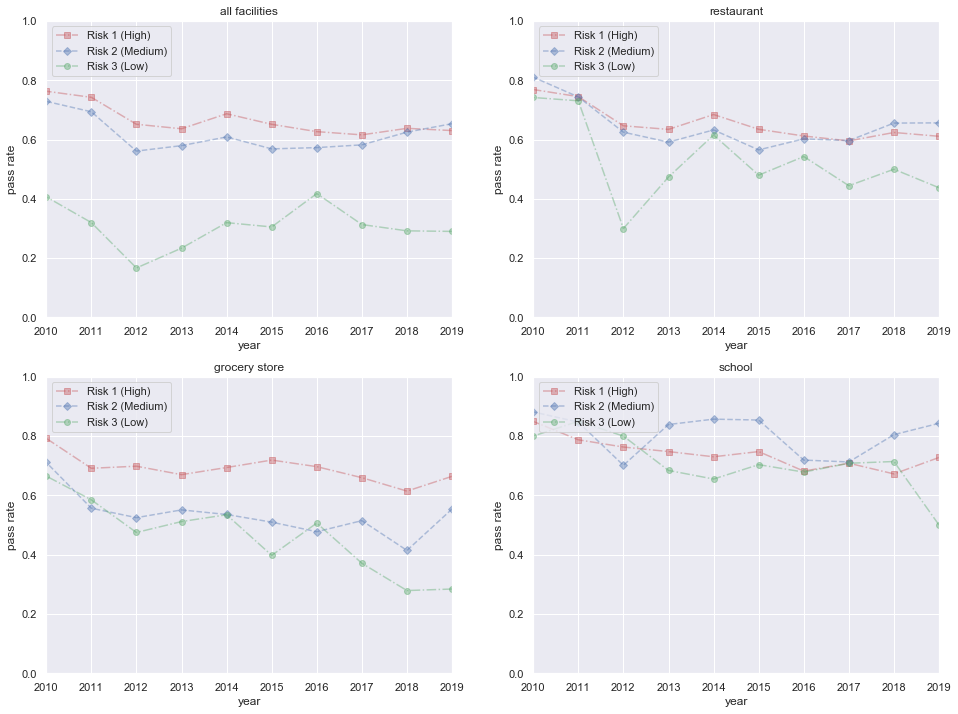 all facilities
1.0
0.8
0.6
0.4
0.2
0.0
pass rate
Risk 1 (High)
Risk 2 (Medium)
Risk 3 (Low)
2010 2011 2012 2013 2014 2015 2016 2017 2018 2019
year
restaurant
1.0
0.8
0.6
0.4
0.2
0.0
pass rate
Risk 1 (High)
Risk 2 (Medium)
Risk 3 (Low)
2010 2011 2012 2013 2014 2015 2016 2017 2018 2019
year
grocery store
1.0
0.8
0.6
0.4
0.2
0.0
pass rate
Risk 1 (High)
Risk 2 (Medium)
Risk 3 (Low)
2010 2011 2012 2013 2014 2015 2016 2017 2018 2019
year
school
1.0
0.8
0.6
0.4
0.2
0.0
pass rate
Risk 1 (High)
Risk 2 (Medium)
Risk 3 (Low)
2010 2011 2012 2013 2014 2015 2016 2017 2018 2019
year